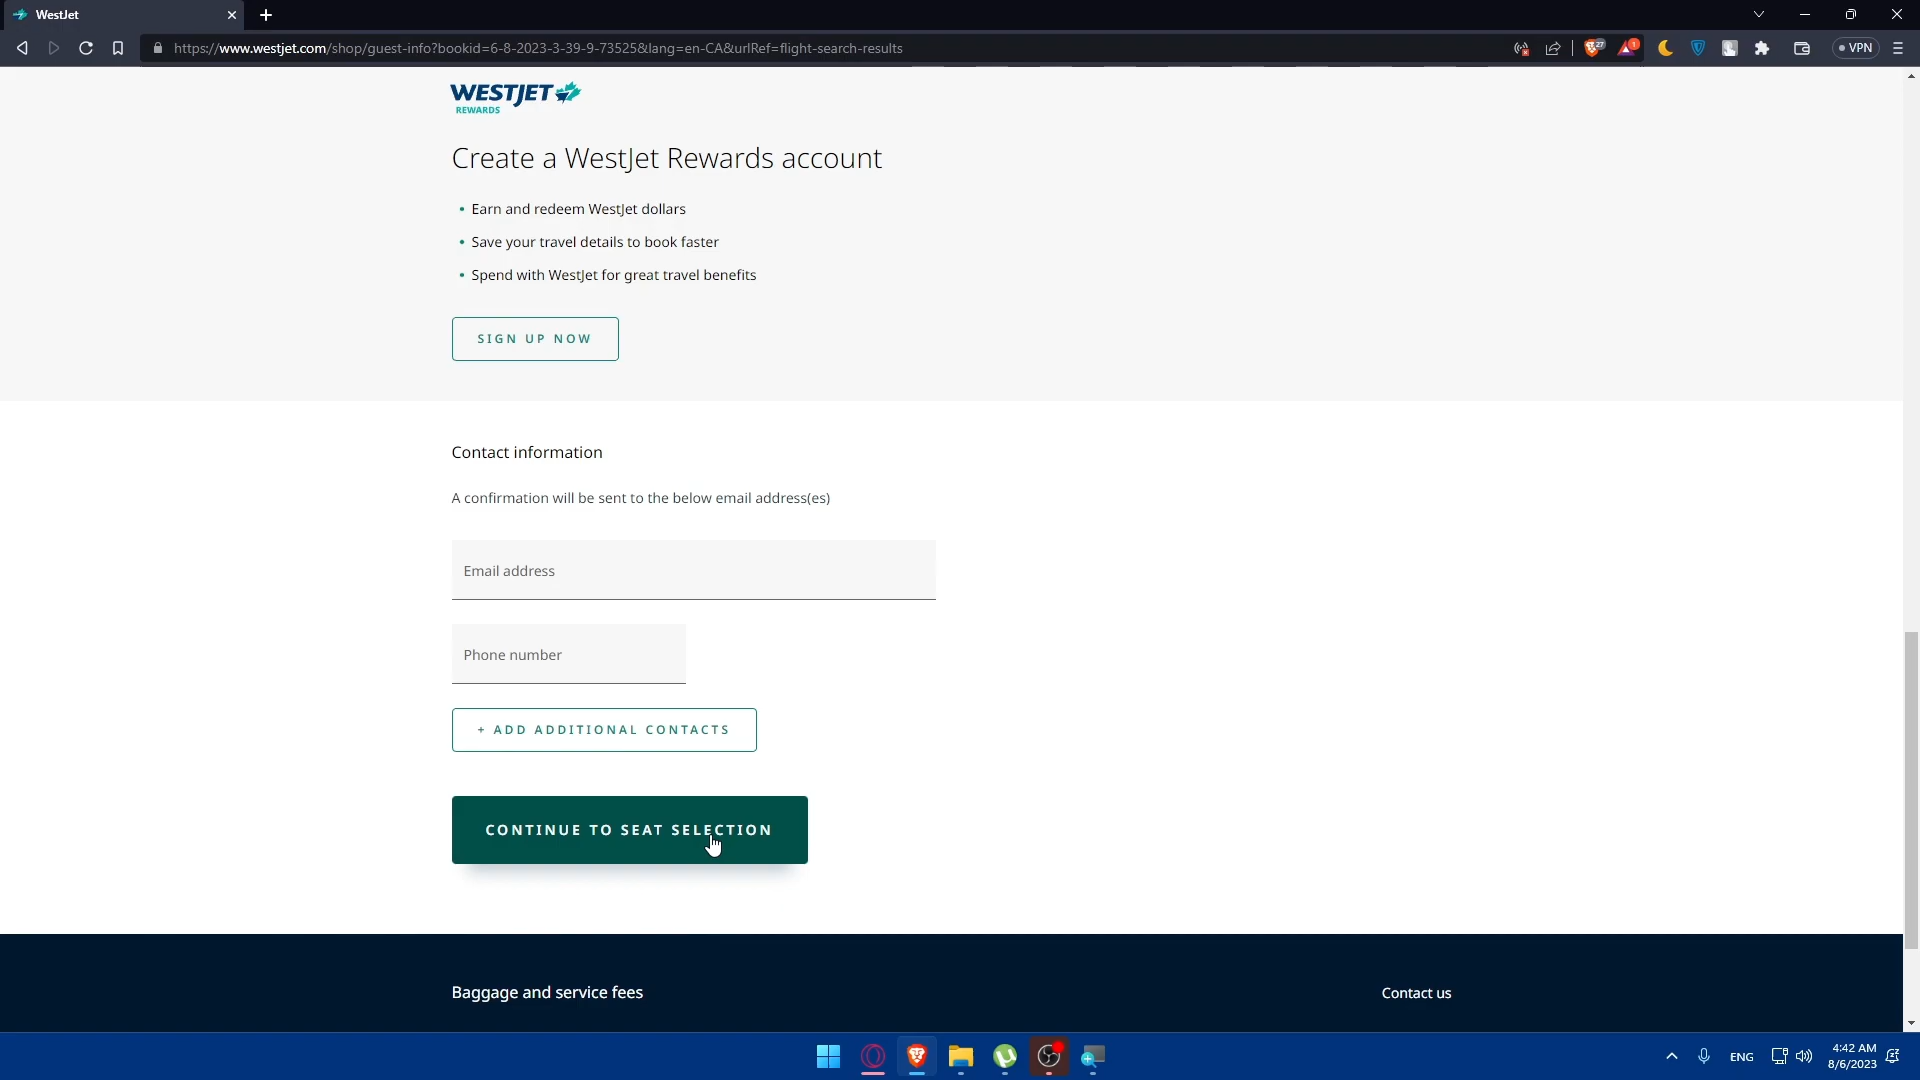 WestJet
https://www.westjet.com/shop/guest-info?bookid=6-8-2023-3-39-9-73525&lang=en-CA&urlRef=flight-search-results
27
1
VPN
WESTJET
REWARDS
Create a WestJet Rewards account
• Earn and redeem WestJet dollars
• Save your travel details to book faster
• Spend with WestJet for great travel benefits
SIGN UP NOW
Contact information
A confirmation will be sent to the below email address(es)
Email address
Phone number
+ ADD ADDITIONAL CONTACTS
CONTINUE TO SEAT SELECTION
Baggage and service fees
Contact us
ENG
4:42 AM
8/6/2023